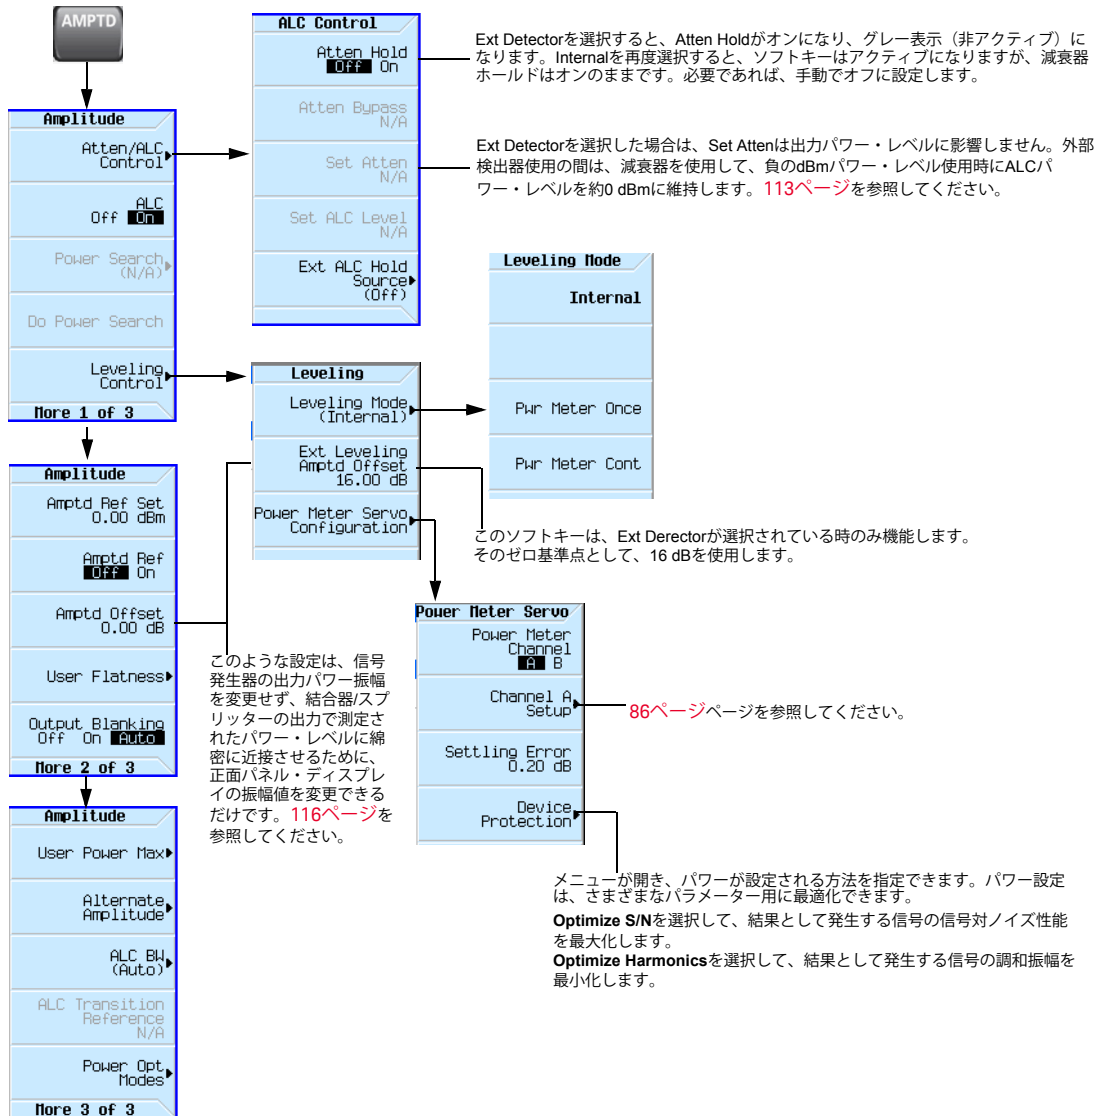 AMPTD
Amplitude
Atten/ALC
Control
ALC
Off On
Power Search
(N/A)
Do Power Search
Leveling
Control
More 1 of 3
Amplitude
Amptd Ref Set
0.00 dBm
Amptd Ref
Off On
Amptd Offset
0.00 dB
User Flatness
Output Blanking
Off On Auto
More 2 of 3
Amplitude
User Power Max
Alternate
Amplitude
ALC BW
(Auto)
ALC Transition
Reference
N/A
Power Opt
Modes
More 3 of 3
ALC Control
Atten Hold
Off On
Atten Bypass
N/A
Set Atten
N/A
Set ALC Level
N/A
Ext ALC Hold
Source
(Off)
Ext Detectorを選択すると、Atten Holdがオンになり、グレー表示（非アクティブ）に
なります。Internalを再度選択すると、ソフトキーはアクティブになりますが、減衰器
ホールドはオンのままです。必要であれば、手動でオフに設定します。
Ext Detectorを選択した場合は、Set Attenは出力パワー・レベルに影響しません。外部
検出器使用の間は、減衰器を使用して、負のdBmパワー・レベル使用時にALCパ
ワー・レベルを約0 dBmに維持します。113ページを参照してください。
Leveling
Leveling Mode
(Internal)
Ext Leveling
Amptd Offset
16.00 dB
Power Meter Servo
Configuration
Leveling Mode
Internal
Pwr Meter Once
Pwr Meter Cont
このソフトキーは、Ext Derectorが選択されている時のみ機能します。
そのゼロ基準点として、16 dBを使用します。
このような設定は、信号
発生器の出力パワー振幅
を変更せず、結合器/スプ
リッターの出力で測定さ
れたパワー・レベルに綿
密に近接させるために、
正面パネル・ディスプレ
イの振幅値を変更できる
だけです。116ページを
参照してください。
Power Meter Servo
Power Meter
Channel
A B
Channel A
Setup
Settling Error
0.20 dB
Device
Protection
86ページページを参照してください。
メニューが開き、パワーが設定される方法を指定できます。パワー設定
は、さまざまなパラメーター用に最適化できます。
Optimize S/Nを選択して、結果として発生する信号の信号対ノイズ性能
を最大化します。
Optimize Harmonicsを選択して、結果として発生する信号の調和振幅を
最小化します。